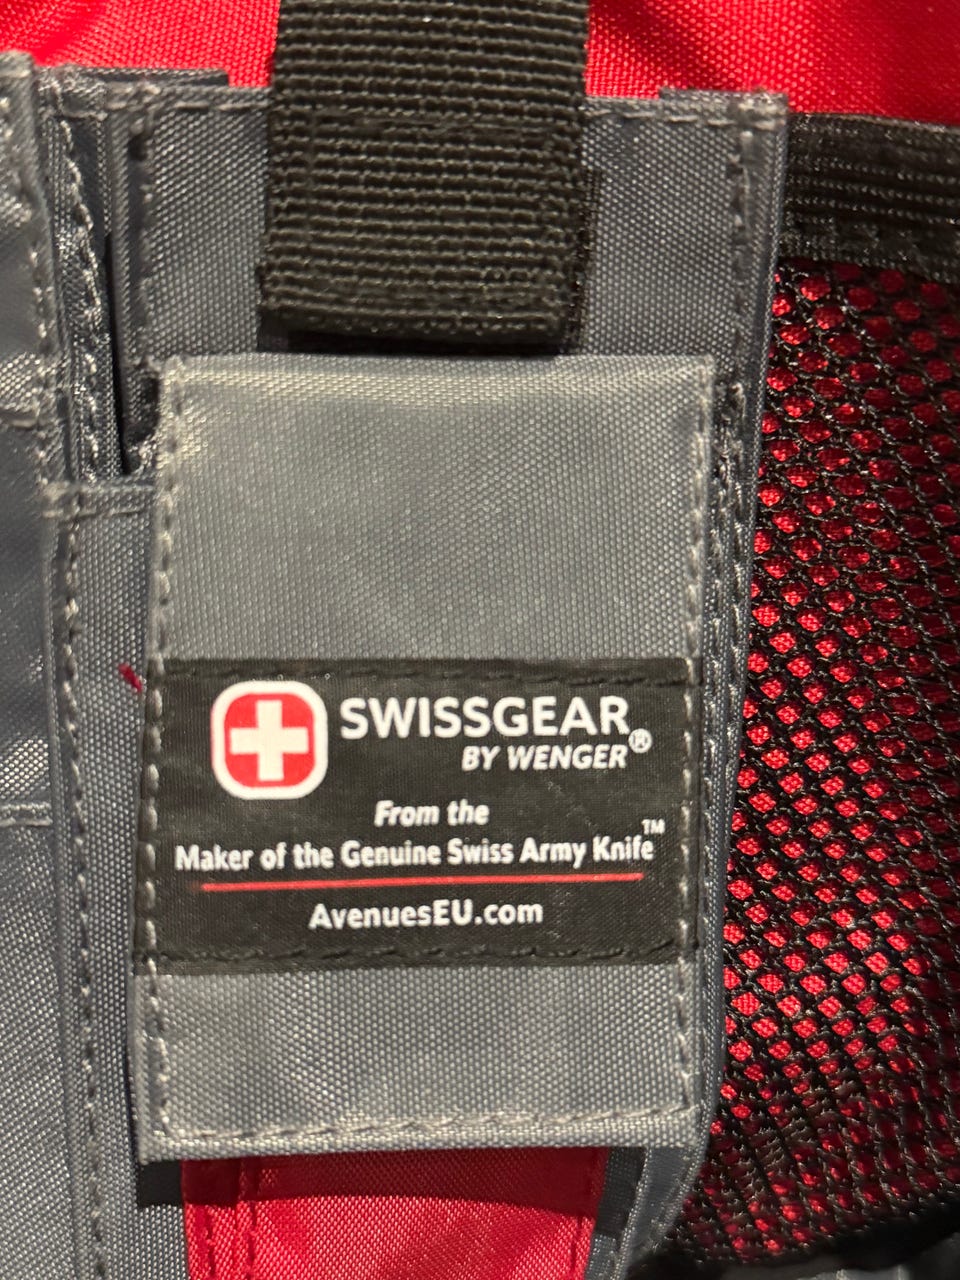 SWISSGEAR
BY WENGER®
From the
Maker of the Genuine Swiss Army Knife™
AvenuesEU.com